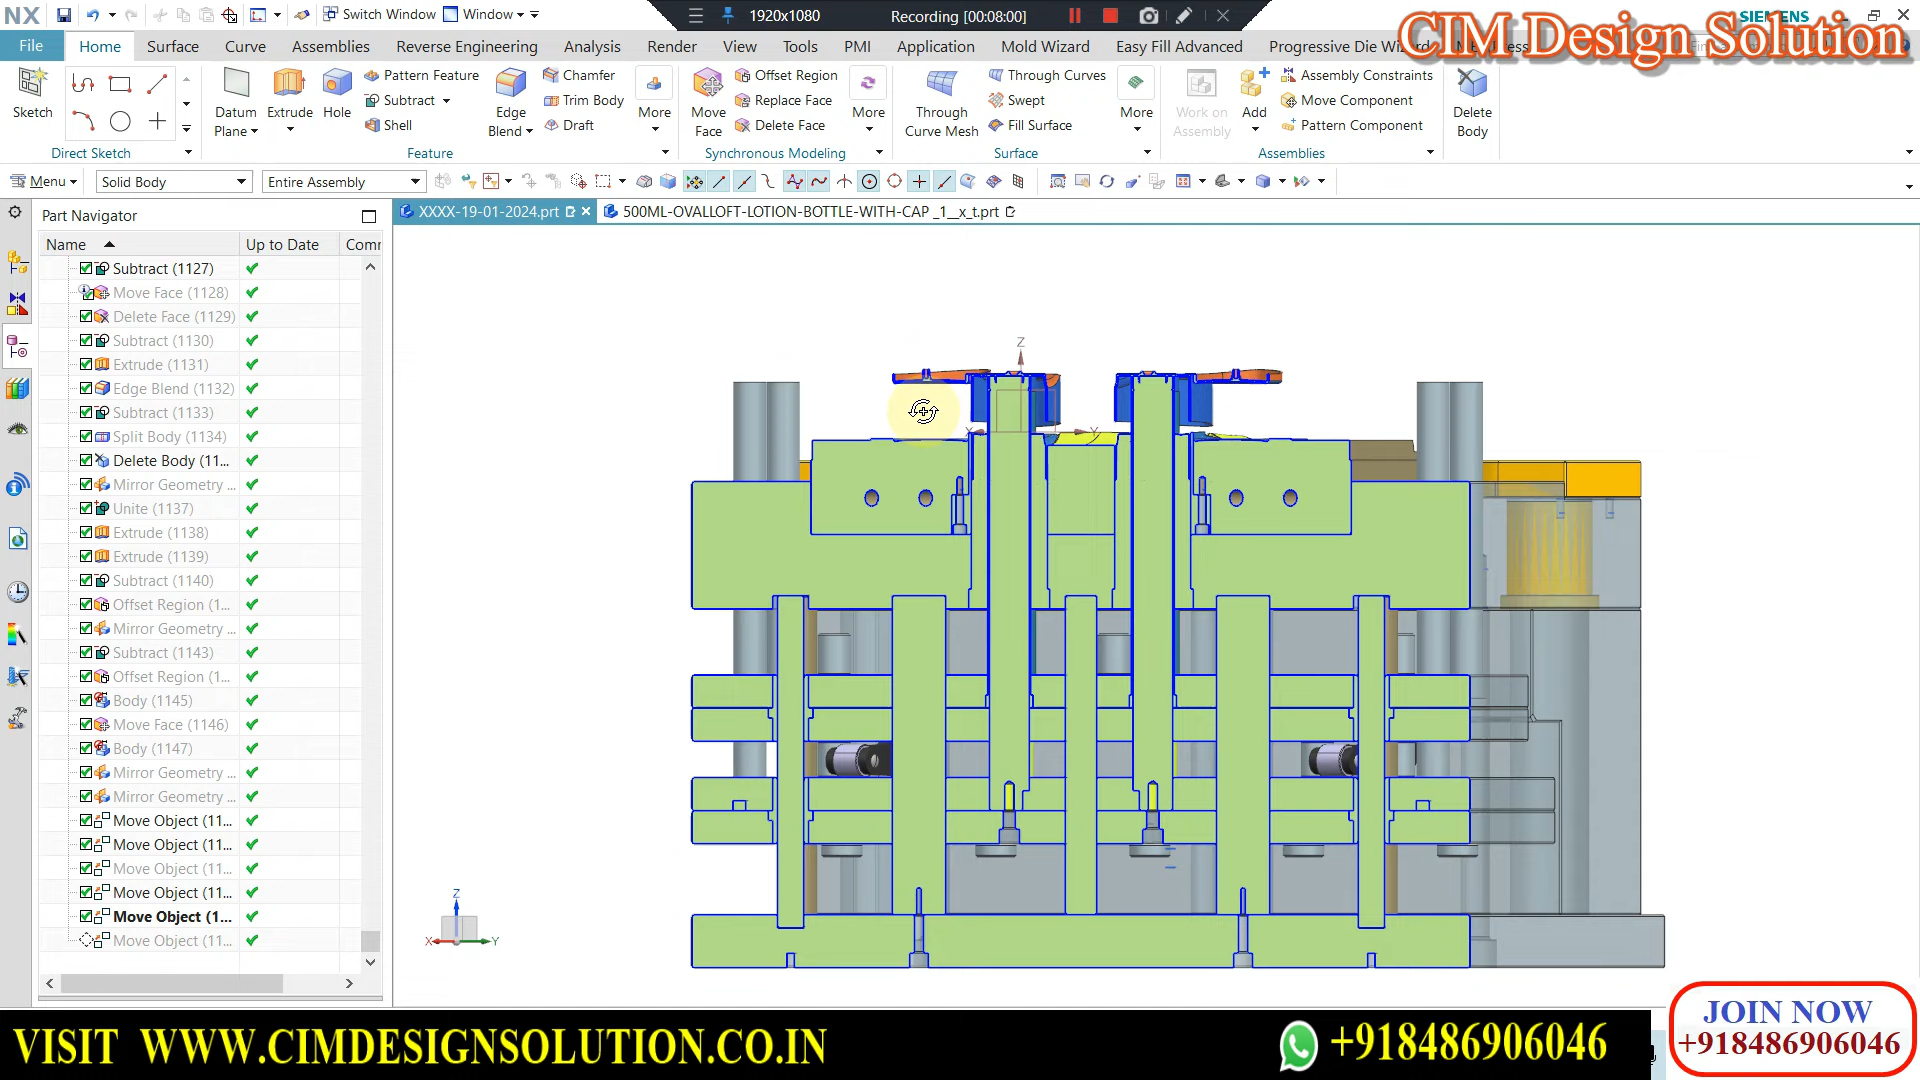 NX
Switch Window
Window
1920x1080
Recording [00:08:00]
SIEMENS
CIM Design Solution
File
Home
Surface
Curve
Assemblies
Reverse Engineering
Analysis
Render
View
Tools
PMI
Application
Mold Wizard
Easy Fill Advanced
Progressive Die Wizard
Sketch
Direct Sketch
Datum
Plane
Extrude
Hole
Pattern Feature
Subtract
Shell
Edge
Blend
Chamfer
Trim Body
Draft
More
Feature
Move
Face
Offset Region
Replace Face
Delete Face
More
Synchronous Modeling
Through
Curve Mesh
Through Curves
Swept
Fill Surface
More
Surface
Work on
Assembly
Add
Assembly Constraints
Move Component
Pattern Component
Assemblies
Delete
Body
Menu
Solid Body
Entire Assembly
Part Navigator
XXXX-19-01-2024.prt
500ML-OVALLOFT-LOTION-BOTTLE-WITH-CAP _1__x_t.prt
Name
Up to Date
Comr
Subtract (1127)
Move Face (1128)
Delete Face (1129)
Subtract (1130)
Extrude (1131)
Edge Blend (1132)
Subtract (1133)
Split Body (1134)
Delete Body (11...
Mirror Geometry ...
Unite (1137)
Extrude (1138)
Extrude (1139)
Subtract (1140)
Offset Region (1...
Mirror Geometry ...
Subtract (1143)
Offset Region (1...
Body (1145)
Move Face (1146)
Body (1147)
Mirror Geometry ...
Mirror Geometry ...
Move Object (11...
Move Object (11...
Move Object (11...
Move Object (11...
Move Object (1...
Move Object (11...
Z
X
Y
Z
X
Y
VISIT WWW.CIMDESIGNSOLUTION.CO.IN
+918486906046
JOIN NOW
+918486906046